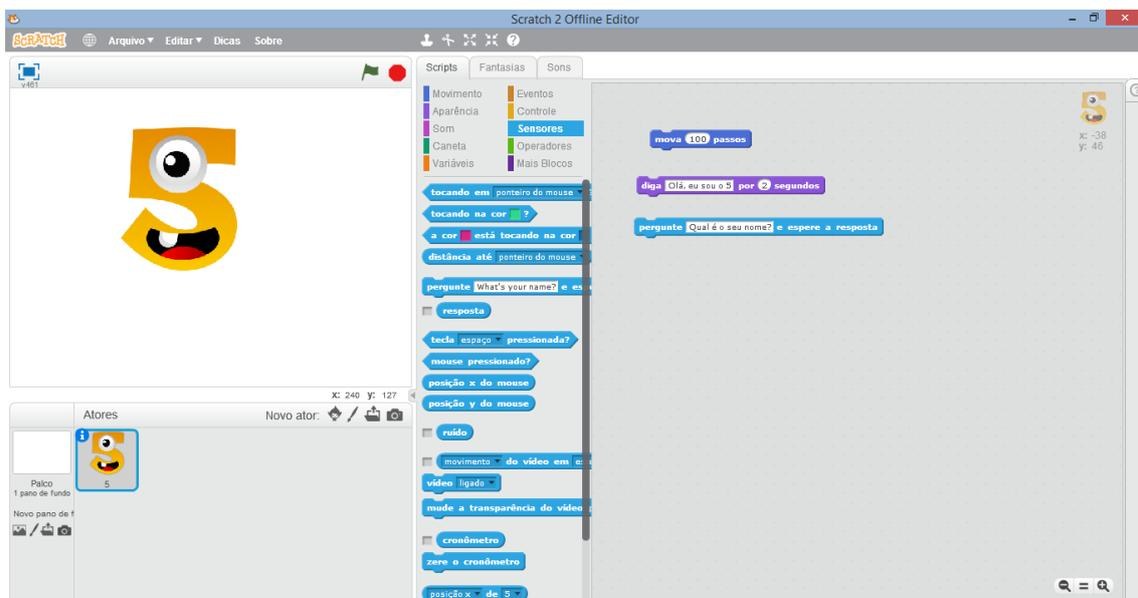 Scratch 2 Offline Editor
SCRATCH Arquivo Editar Dicas Sobre
v461
Scripts Fantasias Sons
Movimento Eventos
Aparência Controle
Som Sensores
Caneta Operadores
Variáveis Mais Blocos
tocando em ponteiro do mouse ?
tocando na cor ?
a cor está tocando na cor
distância até ponteiro do mouse
pergunte What's your name? e es
resposta
tecla espaço pressionada?
mouse pressionado?
posição x do mouse
posição y do mouse
ruído
movimento do vídeo em es
vídeo ligado
mude a transparência do vídeo p
cronômetro
zere o cronômetro
posição x de 5
mova 100 passos
diga Olá, eu sou o 5 por 2 segundos
pergunte Qual é o seu nome? e espere a resposta
x: -38
y: 46
x: 240 y: 127
Atores Novo ator:
Palco
1 pano de fundo
Novo pano de f
5
5